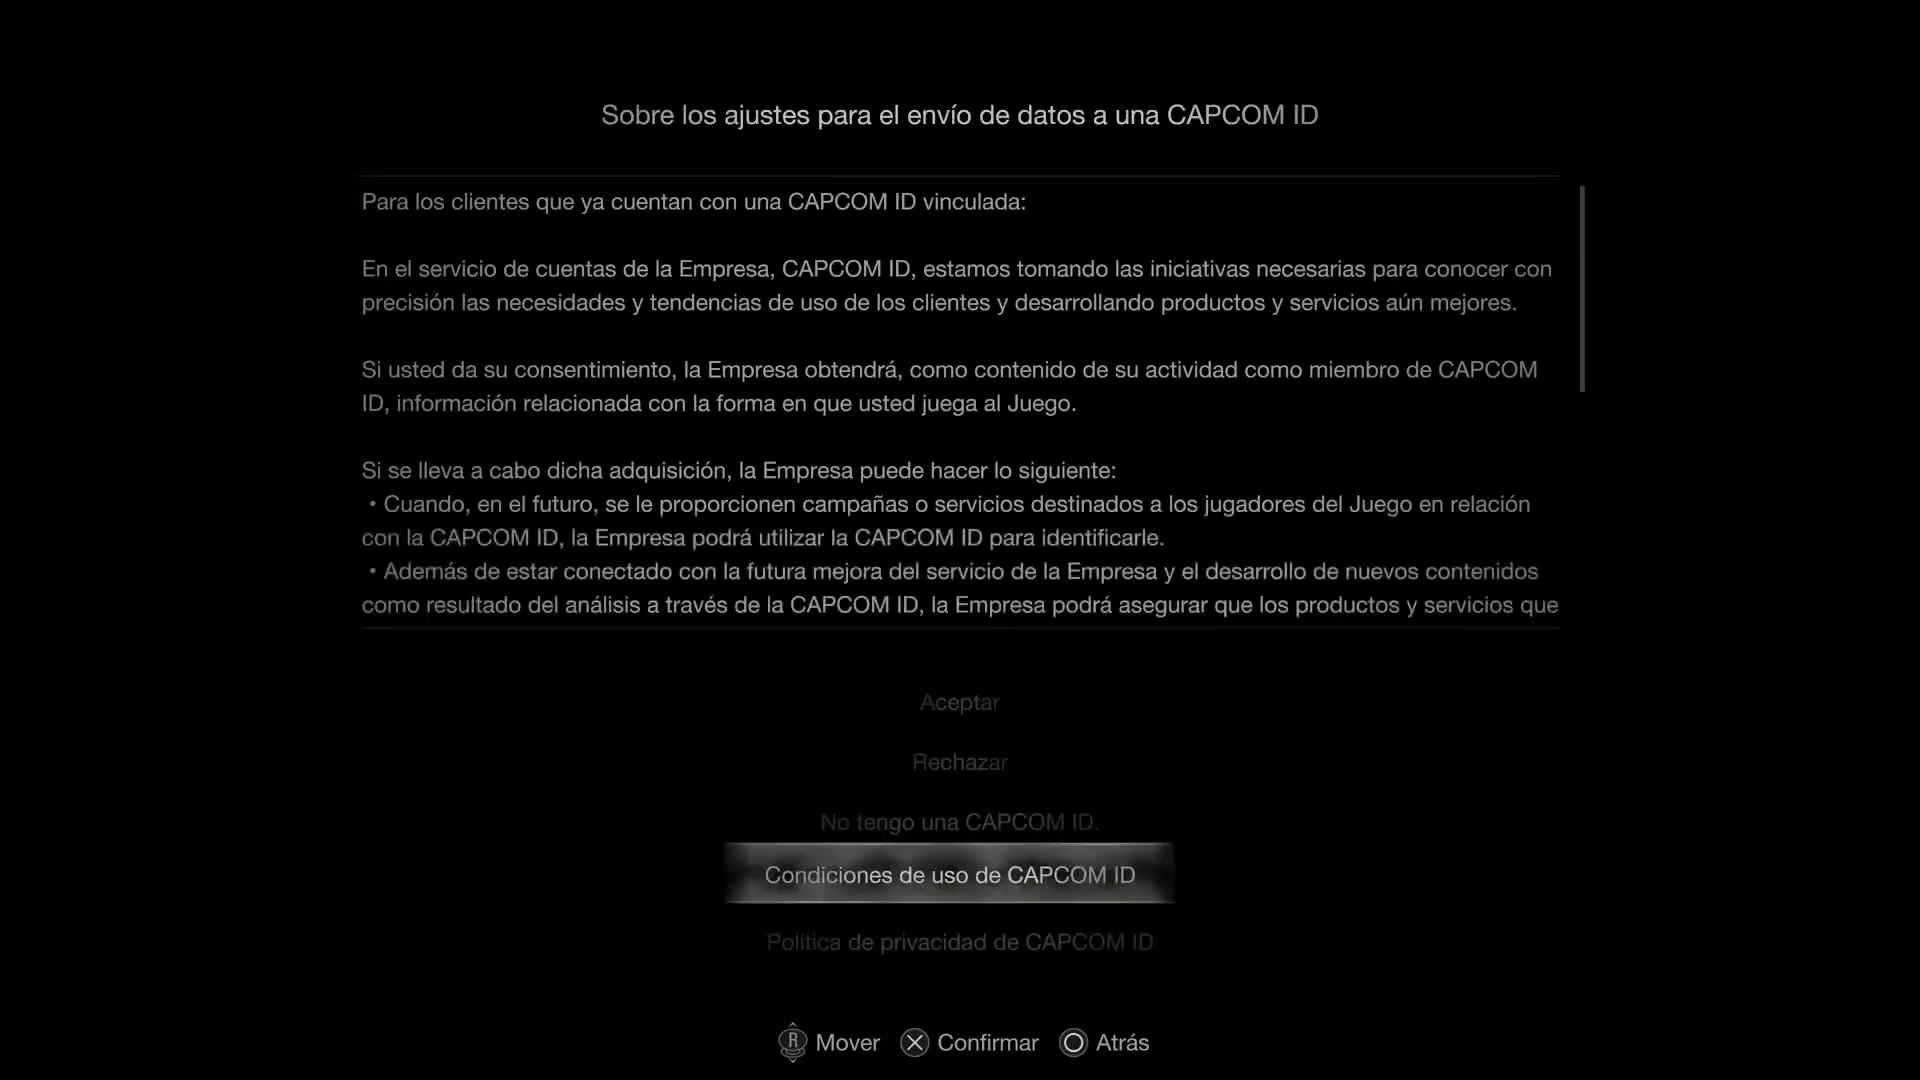 Sobre los ajustes para el envío de datos a una CAPCOM ID
Para los clientes que ya cuentan con una CAPCOM ID vinculada:
En el servicio de cuentas de la Empresa, CAPCOM ID, estamos tomando las iniciativas necesarias para conocer con
precisión las necesidades y tendencias de uso de los clientes y desarrollando productos y servicios aún mejores.
Si usted da su consentimiento, la Empresa obtendrá, como contenido de su actividad como miembro de CAPCOM
ID, información relacionada con la forma en que usted juega al Juego.
Si se lleva a cabo dicha adquisición, la Empresa puede hacer lo siguiente:
・Cuando, en el futuro, se le proporcionen campañas o servicios destinados a los jugadores del Juego en relación
con la CAPCOM ID, la Empresa podrá utilizar la CAPCOM ID para identificarle.
・Además de estar conectado con la futura mejora del servicio de la Empresa y el desarrollo de nuevos contenidos
como resultado del análisis a través de la CAPCOM ID, la Empresa podrá asegurar que los productos y servicios que
Aceptar
Rechazar
No tengo una CAPCOM ID.
Condiciones de uso de CAPCOM ID
Política de privacidad de CAPCOM ID
R Mover Confirmar Atrás